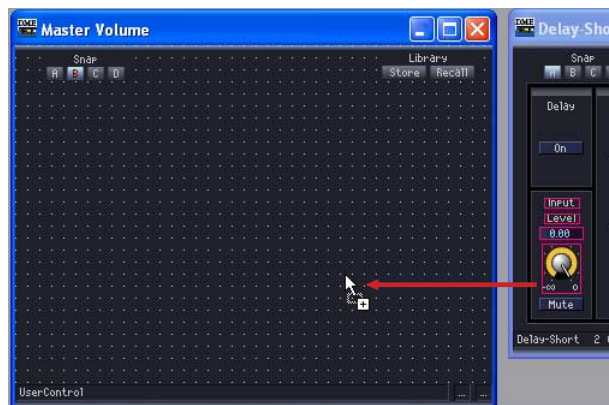 DME Master Volume
Snap
A B C D
Library
Store Recall
UserControl
... ...
DME Delay-Sho
Snap
A B C
Delay
On
Input
Level
0.00
-∞ 0
Mute
Delay-Short 2